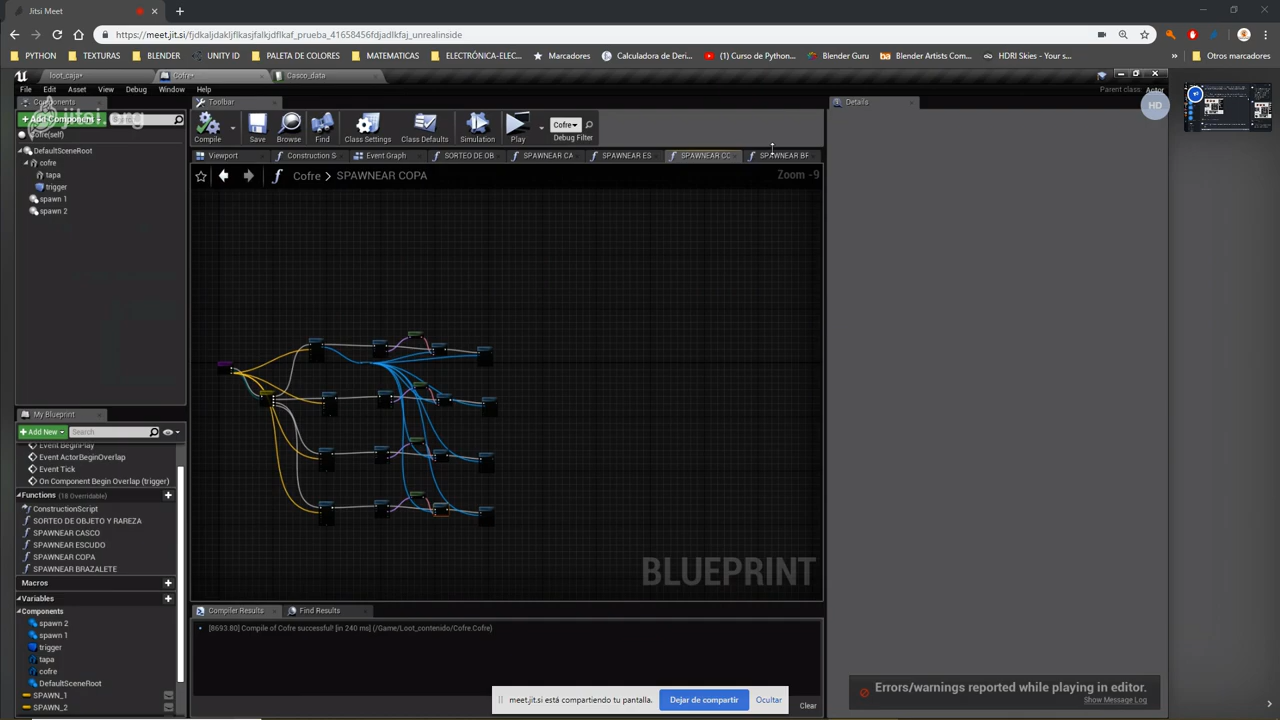 Jitsi Meet
https://meet.jit.si/fjdkaljdakljflkasjfalkjdflkaf_prueba_41658456fdjadlkfaj_unrealinside
PYTHON TEXTURAS BLENDER UNITY ID PALETA DE COLORES MATEMATICAS ELECTRÓNICA-ELEC... Marcadores Calculadora de Deri... (1) Curso de Python... Blender Guru Blender Artists Com... HDRI Skies - Your s... Otros marcadores
loot_caja* Cofre* Casco_data
File Edit Asset View Debug Window Help Parent class: Actor
Components Toolbar Details
+ Add Component Search
jitsi.org
HD
Cofre(self)
Compile Save Browse Find Class Settings Class Defaults Simulation Play Cofre Debug Filter
DefaultSceneRoot
cofre
tapa
trigger
spawn 1
spawn 2
Viewport Construction S Event Graph SORTEO DE OB SPAWNEAR CA SPAWNEAR ES SPAWNEAR CC SPAWNEAR BF
Cofre > SPAWNEAR COPA Zoom -9
BLUEPRINT
My Blueprint
+ Add New Search
Event BeginPlay
Event ActorBeginOverlap
Event Tick
On Component Begin Overlap (trigger)
Functions (18 Overridable)
ConstructionScript
SORTEO DE OBJETO Y RAREZA
SPAWNEAR CASCO
SPAWNEAR ESCUDO
SPAWNEAR COPA
SPAWNEAR BRAZALETE
Macros
Variables
Components
spawn 2
spawn 1
trigger
tapa
cofre
DefaultSceneRoot
SPAWN_1
SPAWN_2
Compiler Results Find Results
[8693.80] Compile of Cofre successful! [in 240 ms] (/Game/Loot_contenido/Cofre.Cofre)
Clear
meet.jit.si está compartiendo tu pantalla. Dejar de compartir Ocultar
Errors/warnings reported while playing in editor.
Show Message Log